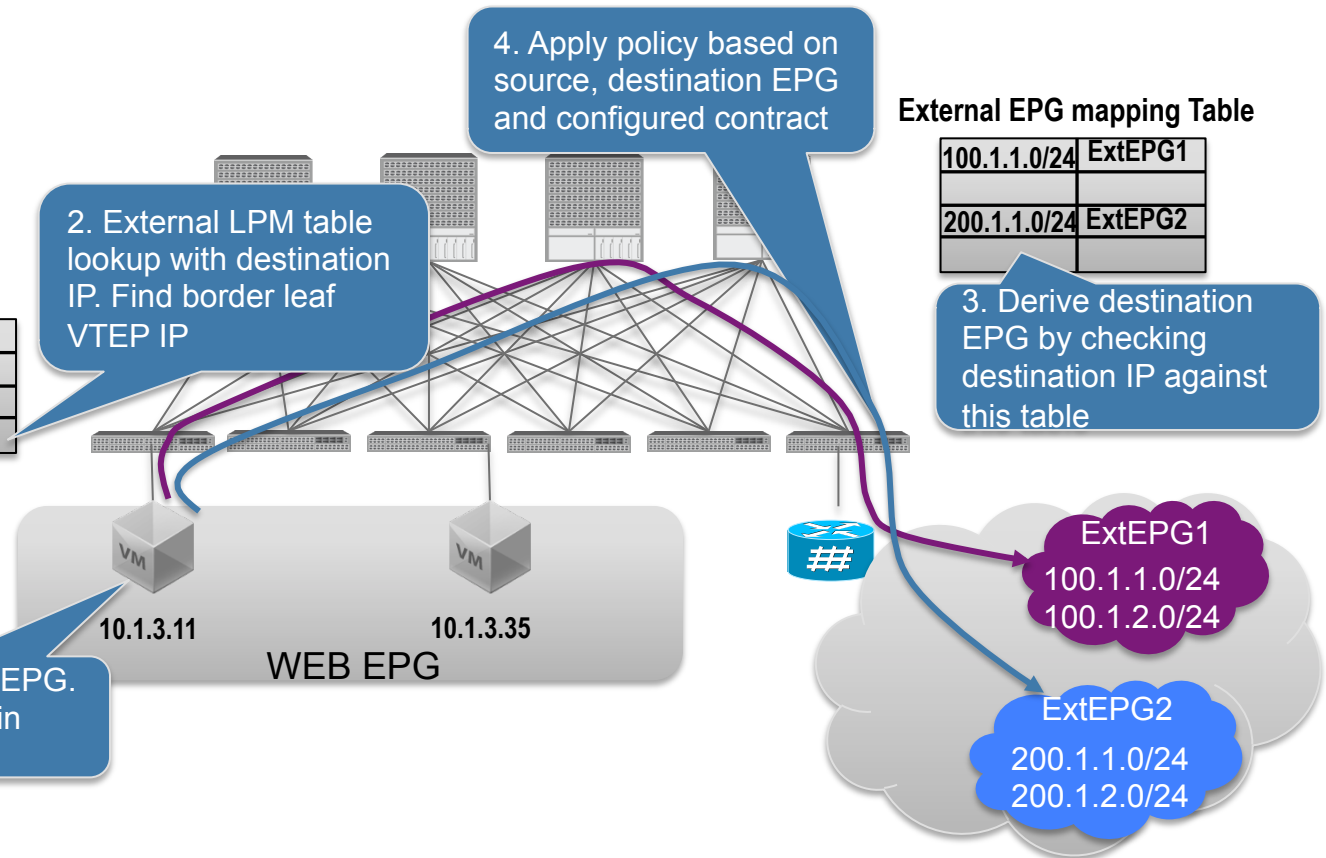 4. Apply policy based on
source, destination EPG
and configured contract
External EPG mapping Table
100.1.1.0/24 ExtEPG1
200.1.1.0/24 ExtEPG2
2. External LPM table
lookup with destination
IP. Find border leaf
VTEP IP
3. Derive destination
EPG by checking
destination IP against
this table
VM
VM
10.1.3.11
10.1.3.35
WEB EPG
EPG.
in
ExtEPG1
100.1.1.0/24
100.1.2.0/24
ExtEPG2
200.1.1.0/24
200.1.2.0/24